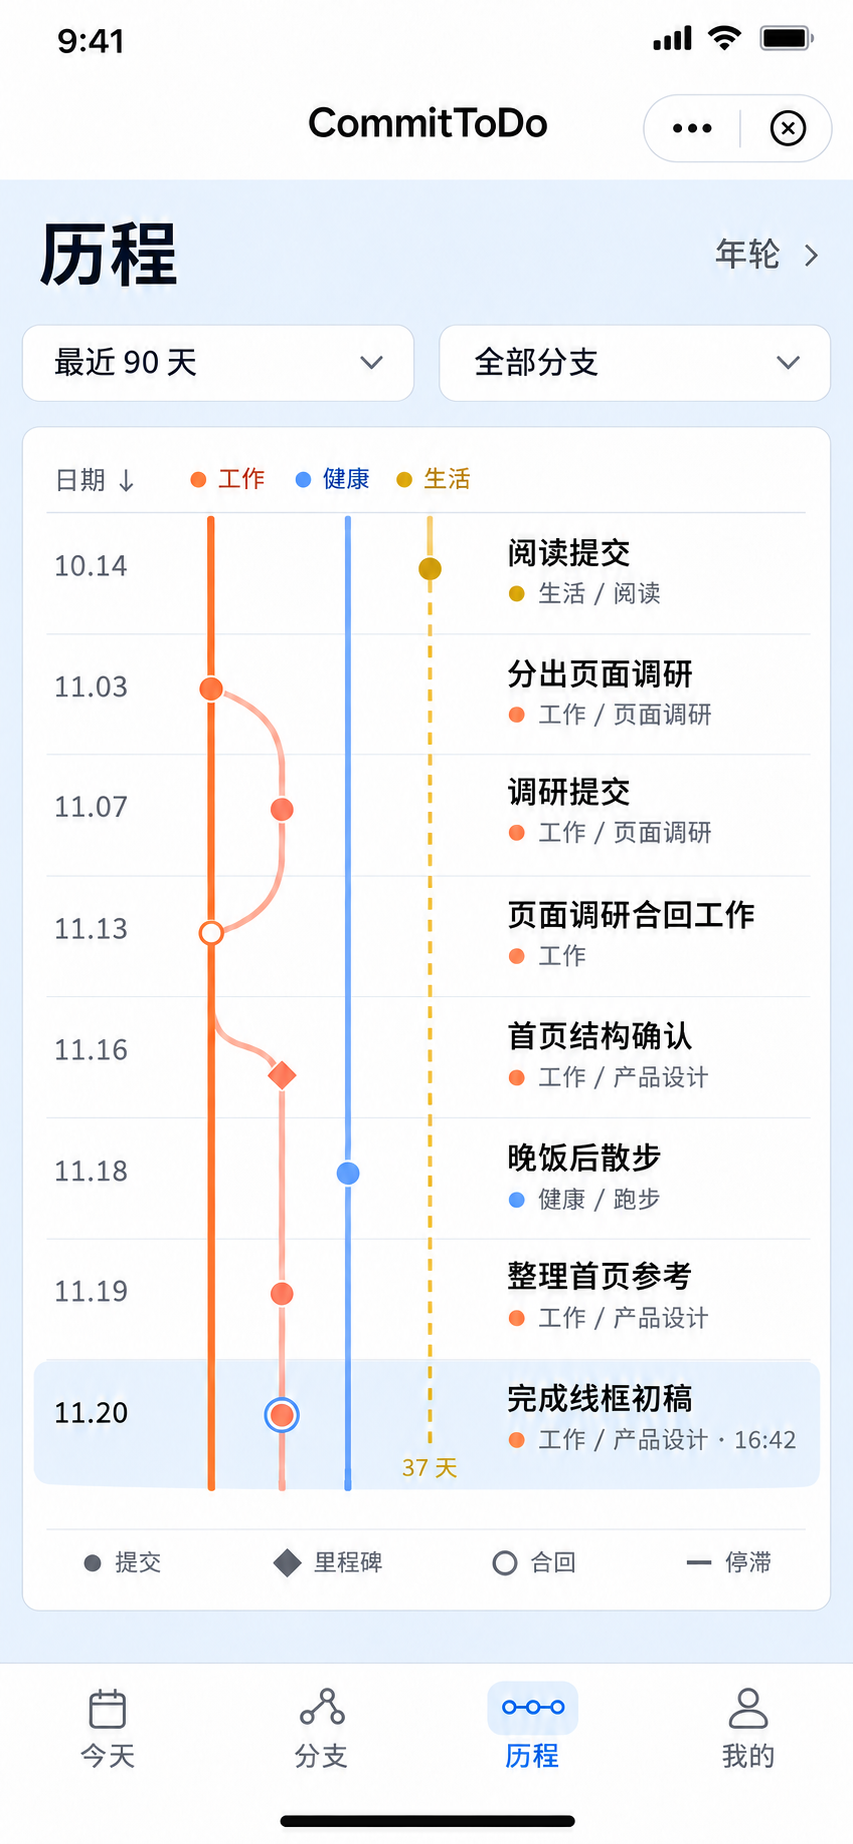 9:41
CommitToDo
历程
年轮
最近 90 天
全部分支
日期 ↓ 工作 健康 生活
10.14
阅读提交
生活 / 阅读
11.03
分出页面调研
工作 / 页面调研
11.07
调研提交
工作 / 页面调研
11.13
页面调研合回工作
工作
11.16
首页结构确认
工作 / 产品设计
11.18
晚饭后散步
健康 / 跑步
11.19
整理首页参考
工作 / 产品设计
11.20
完成线框初稿
工作 / 产品设计 · 16:42
37 天
提交 里程碑 合回 停滞
今天 分支 历程 我的